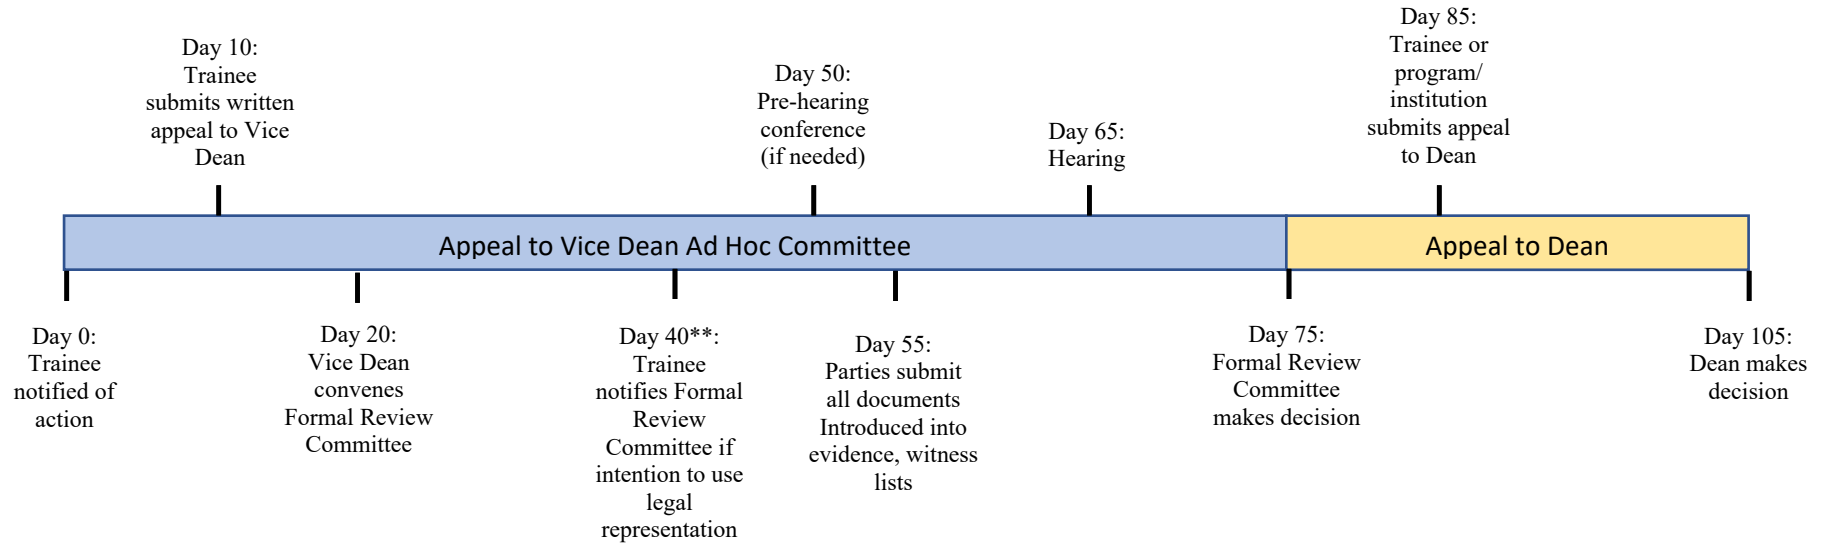 Day 10:
Trainee
submits written
appeal to Vice
Dean
Day 50:
Pre-hearing
conference
(if needed)
Day 65:
Hearing
Day 85:
Trainee or
program/
institution
submits appeal
to Dean
Appeal to Vice Dean Ad Hoc Committee
Appeal to Dean
Day 0:
Trainee
notified of
action
Day 20:
Vice Dean
convenes
Formal Review
Committee
Day 40**:
Trainee
notifies Formal
Review
Committee if
intention to use
legal
representation
Day 55:
Parties submit
all documents
Introduced into
evidence, witness
lists
Day 75:
Formal Review
Committee
makes decision
Day 105:
Dean makes
decision